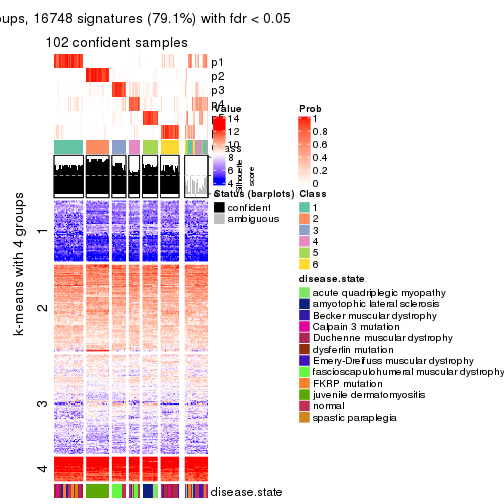 oups, 16748 signatures (79.1%) with fdr < 0.05
102 confident samples
p1
p2
p3
p4
Value
14
12
10
8
6
4
Silhouette
score
Prob
1
0.8
0.6
0.4
0.2
0
Status (barplots)
confident
ambiguous
Class
1
2
3
4
5
6
disease.state
acute quadriplegic myopathy
amyotophic lateral sclerosis
Becker muscular dystrophy
Calpain 3 mutation
Duchenne muscular dystrophy
dysferlin mutation
Emery-Dreifuss muscular dystrophy
fascioscapulohumeral muscular dystrophy
FKRP mutation
juvenile dermatomyositis
normal
spastic paraplegia
k-means with 4 groups
1
2
3
4
disease.state